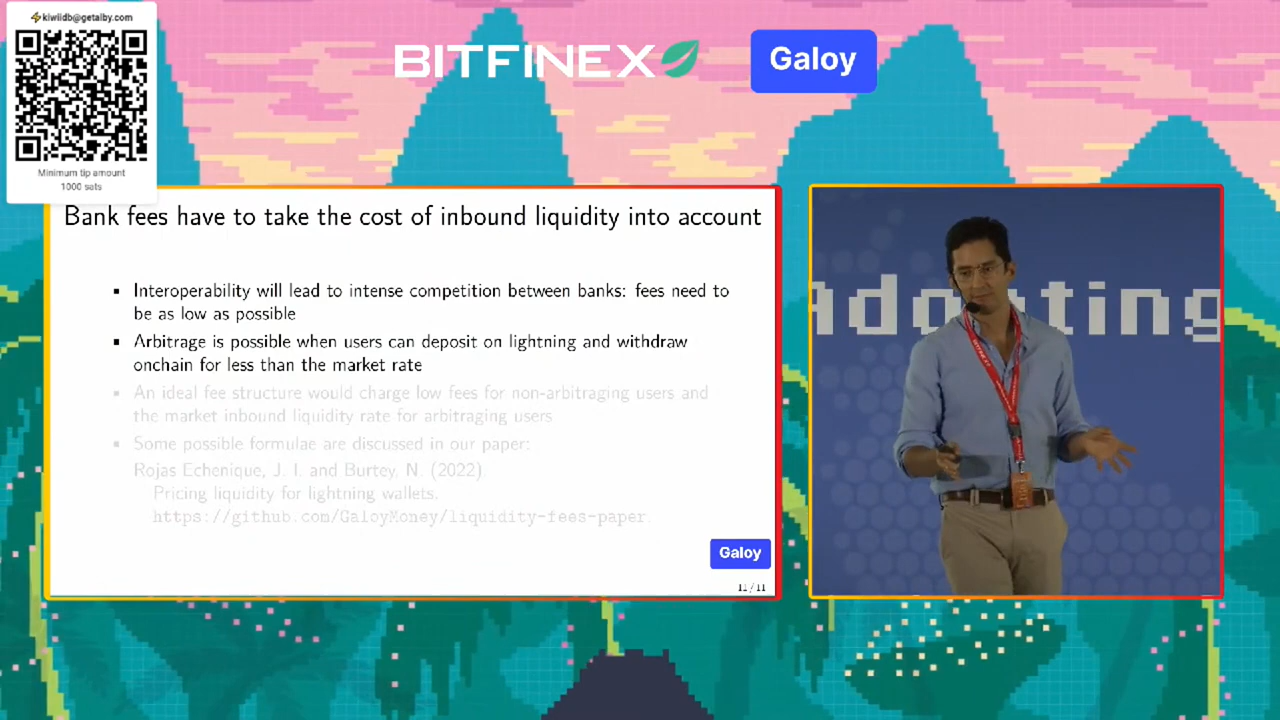 ⚡kiwiidb@getalby.com
Minimum tip amount
1000 sats
BITFINEX
Galoy
Bank fees have to take the cost of inbound liquidity into account
▪ Interoperability will lead to intense competition between banks: fees need to
be as low as possible
▪ Arbitrage is possible when users can deposit on lightning and withdraw
onchain for less than the market rate
▪ An ideal fee structure would charge low fees for non-arbitraging users and
the market inbound liquidity rate for arbitraging users
▪ Some possible formulae are discussed in our paper:
Rojas Echenique, J. I. and Burtey, N. (2022).
Pricing liquidity for lightning wallets.
https://github.com/GaloyMoney/liquidity-fees-paper.
Galoy
11/11
Adopting